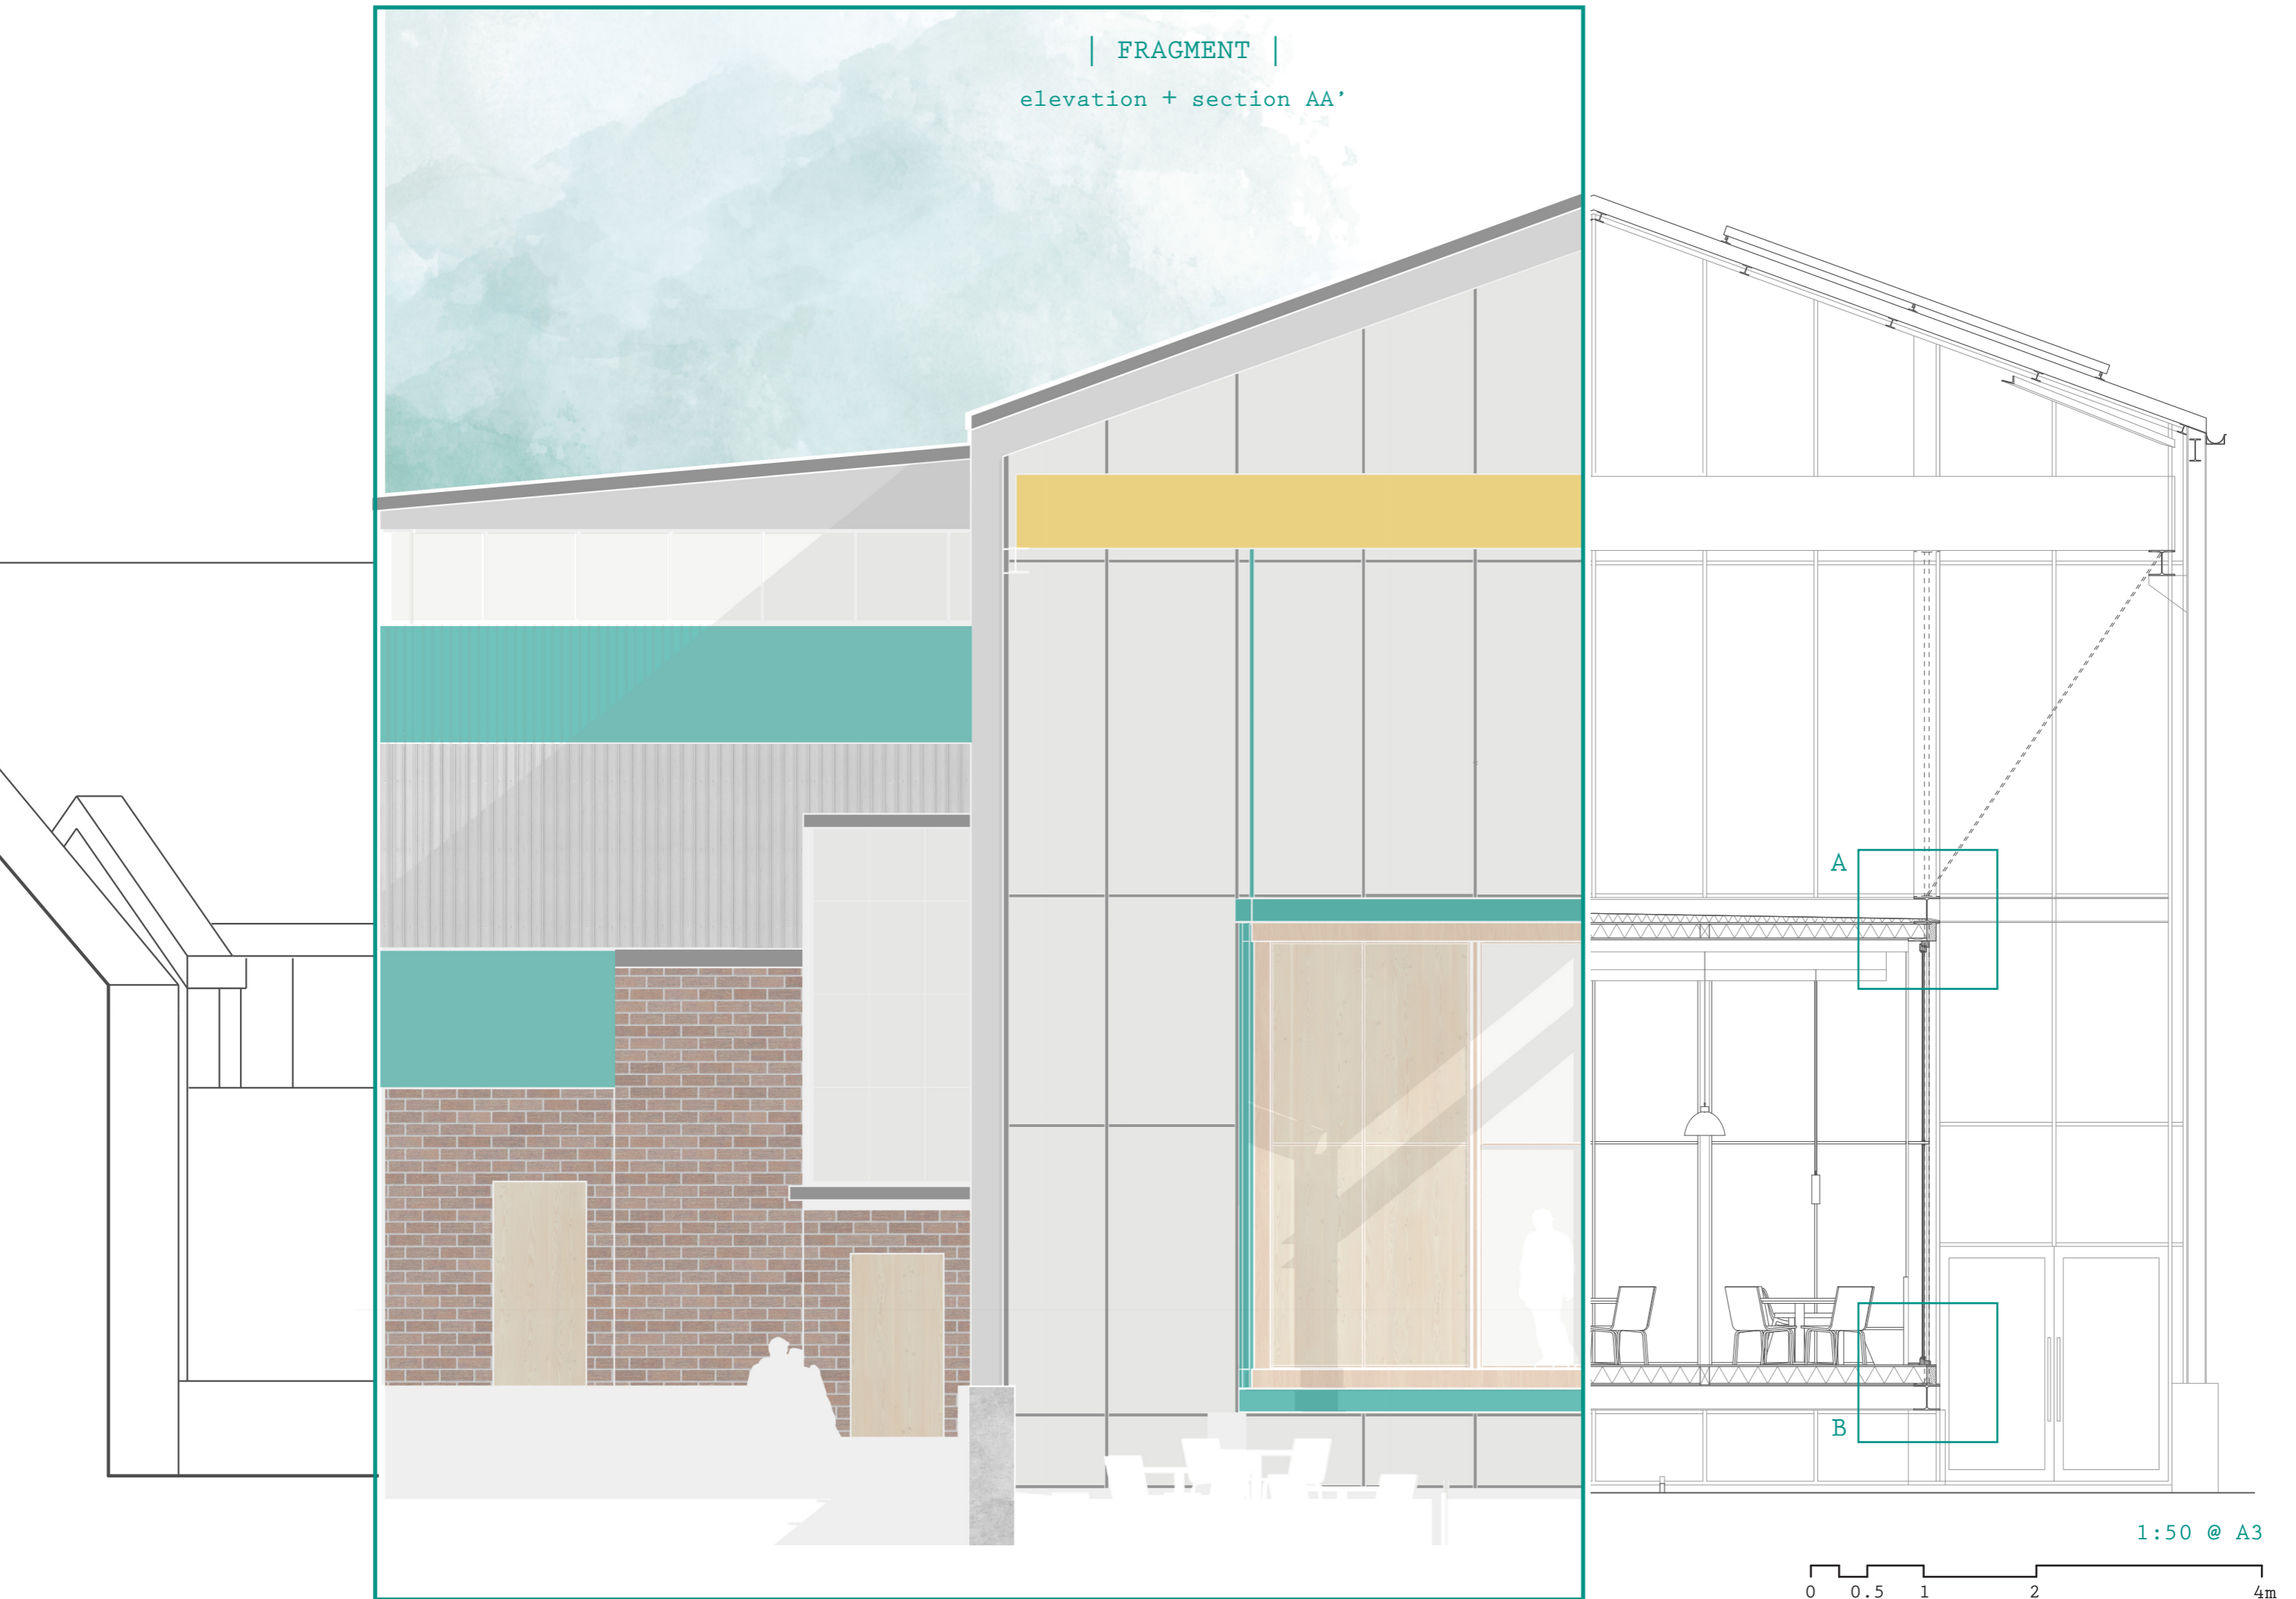 | FRAGMENT |
elevation + section AA'
A
B
1:50 @ A3
0 0.5 1 2 4m